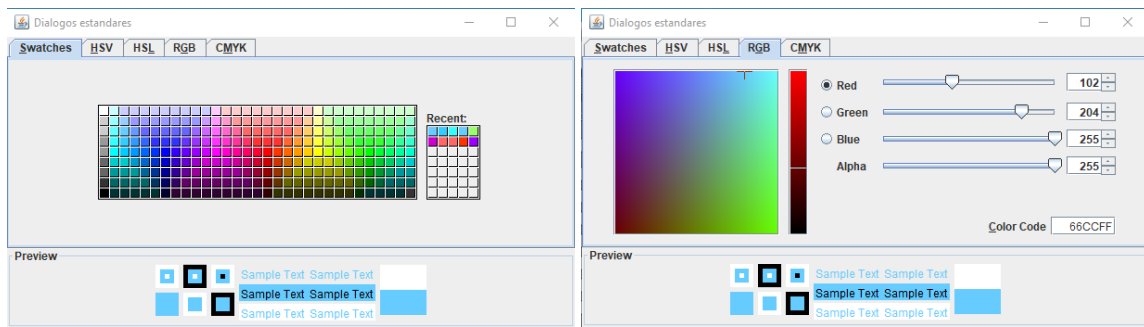 Dialogos estandares
Swatches HSV HSL RGB CMYK
Recent:
Preview
Sample Text Sample Text
Sample Text Sample Text
Sample Text Sample Text
Dialogos estandares
Swatches HSV HSL RGB CMYK
Red 102
Green 204
Blue 255
Alpha 255
Color Code 66CCFF
Preview
Sample Text Sample Text
Sample Text Sample Text
Sample Text Sample Text